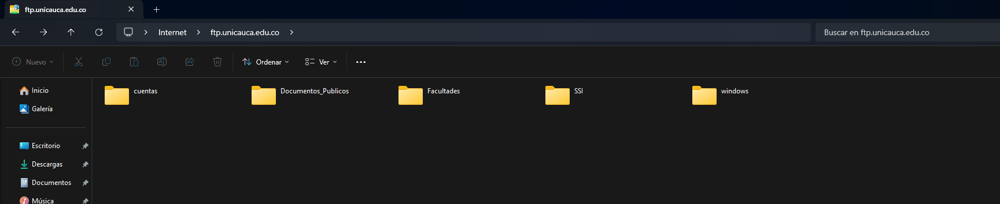 ftp.unicauca.edu.co
Internet ftp.unicauca.edu.co
Buscar en ftp.unicauca.edu.co
Nuevo
Ordenar
Ver
Inicio
Galería
Escritorio
Descargas
Documentos
Música
cuentas
Documentos_Publicos
Facultades
SSI
windows